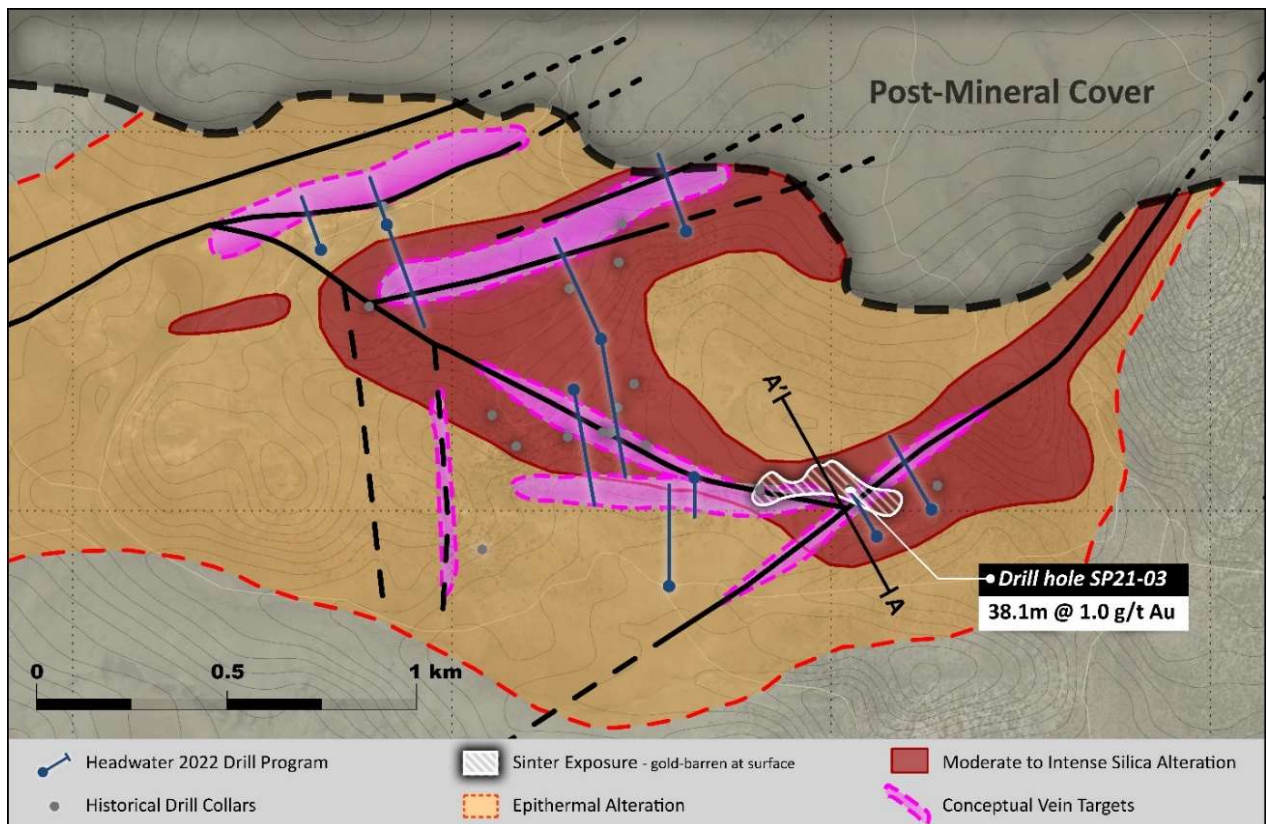 Post-Mineral Cover
A'
A
Drill hole SP21-03
38.1m @ 1.0 g/t Au
0 0.5 1 km
Headwater 2022 Drill Program
Sinter Exposure - gold-barren at surface
Moderate to Intense Silica Alteration
Historical Drill Collars
Epithermal Alteration
Conceptual Vein Targets